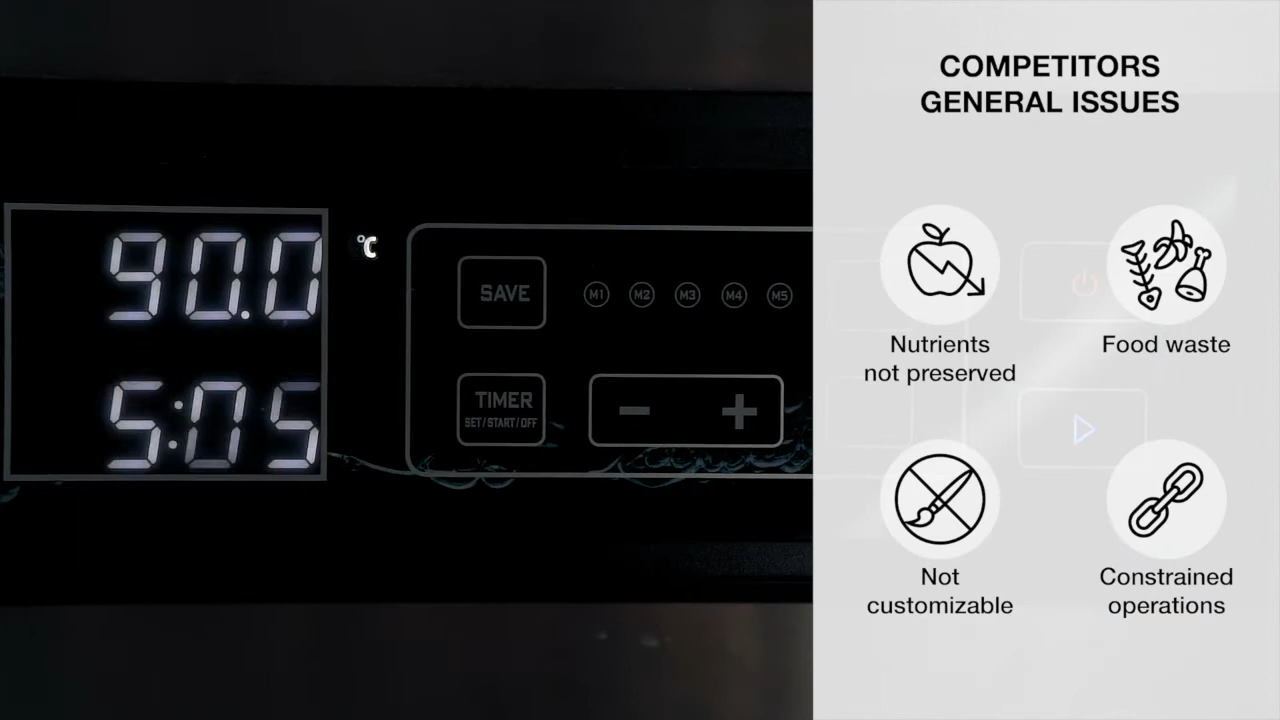 90.0
°C
5:05
SAVE
M1 M2 M3 M4 M5
TIMER
SET/START/OFF
COMPETITORS
GENERAL ISSUES
Nutrients
not preserved
Food waste
Not
customizable
Constrained
operations